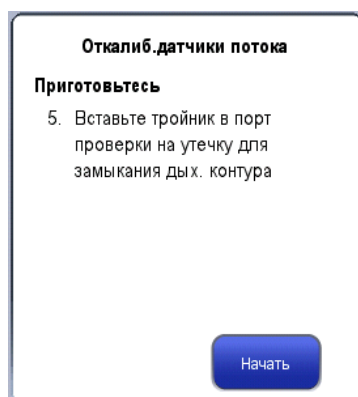 Откалиб.датчики потока
Приготовьтесь
5. Вставьте тройник в порт
проверки на утечку для
замыкания дых. контура
Начать